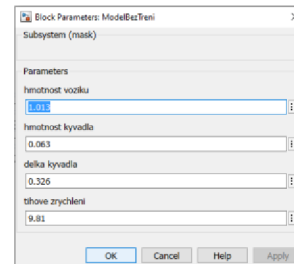 Block Parameters: ModelBezTreni
Subsystem (mask)
Parameters
hmotnost voziku
1.013
hmotnost kyvadla
0.063
delka kyvadla
0.326
tihove zrychleni
9.81
OK Cancel Help Apply